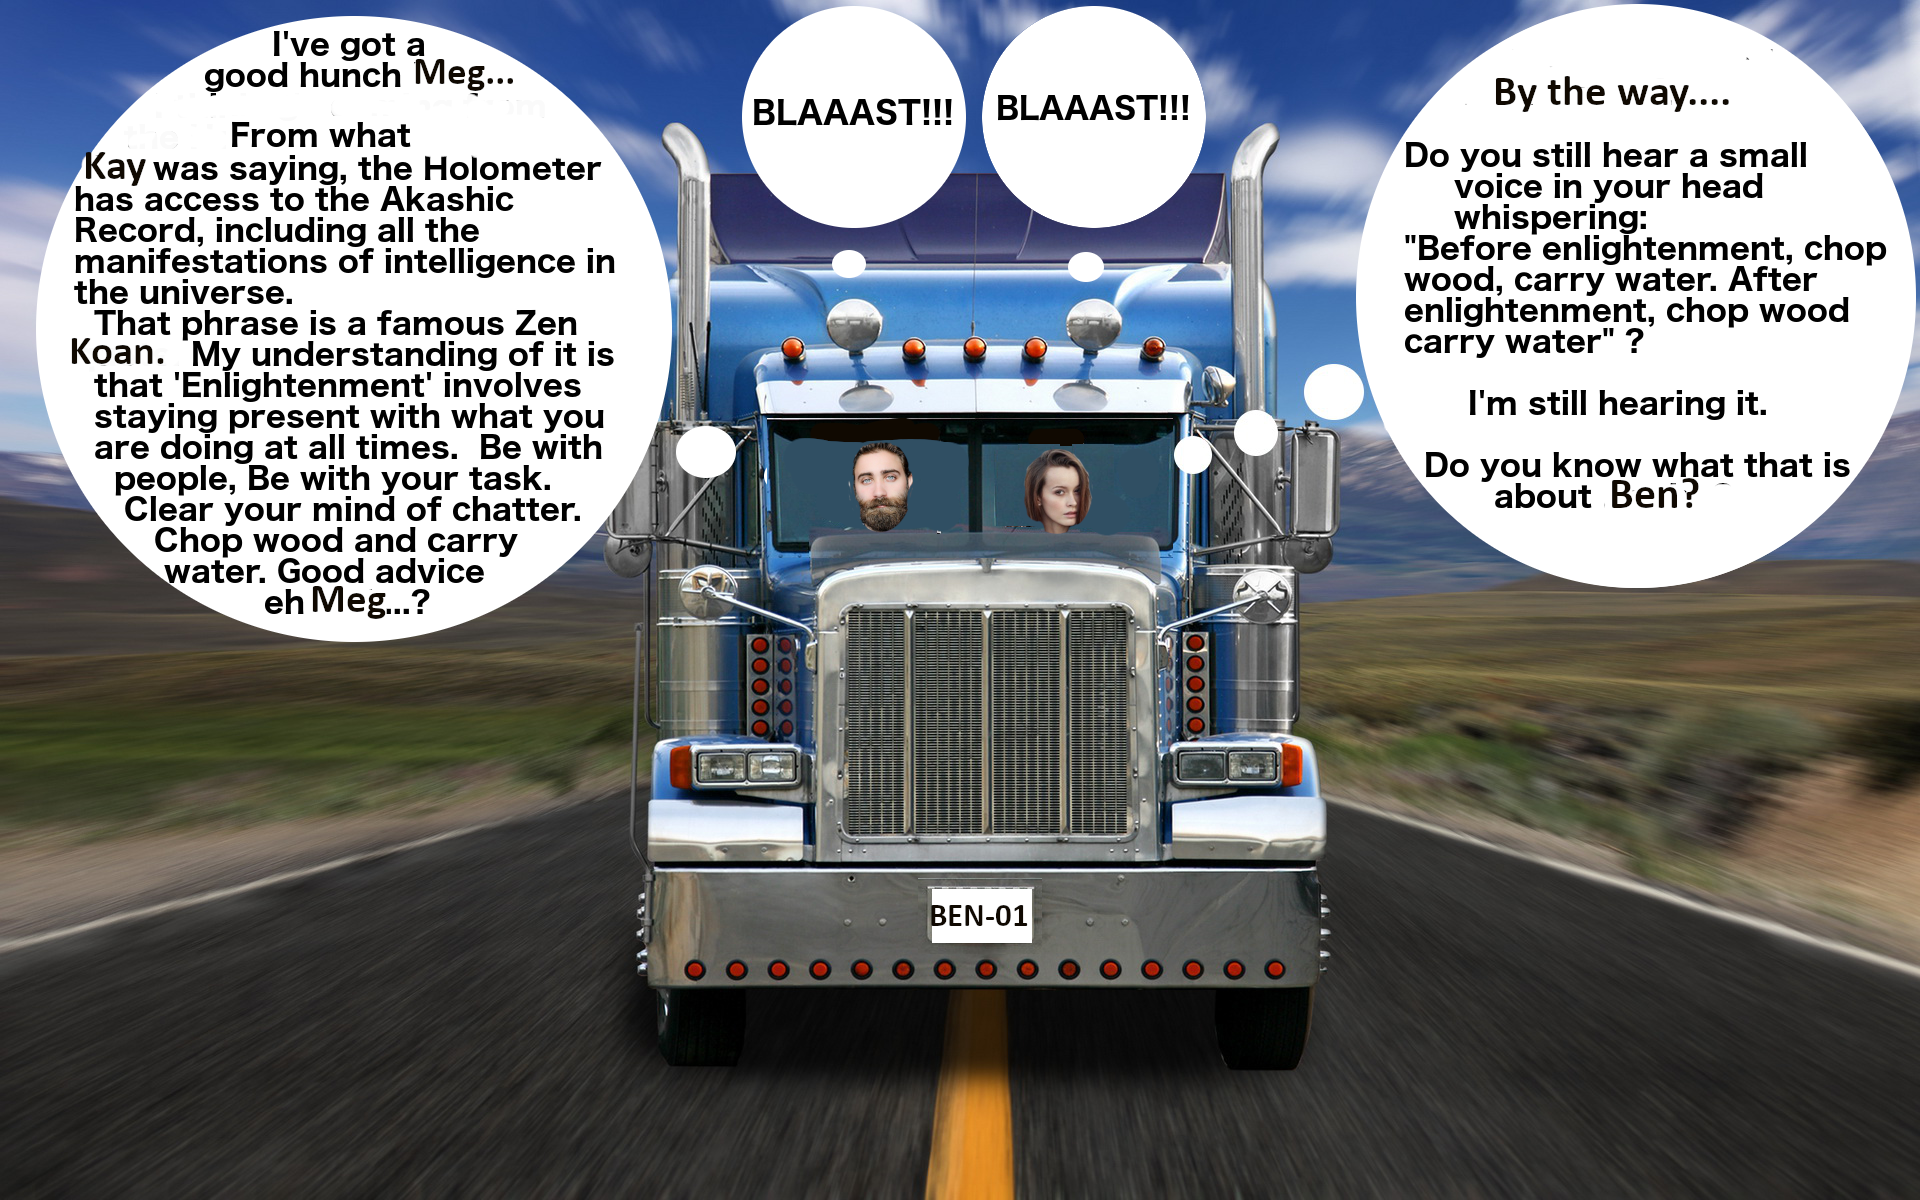 I've got a
good hunch Meg...
From what
Kay was saying, the Holometer
has access to the Akashic
Record, including all the
manifestations of intelligence in
the universe.
That phrase is a famous Zen
Koan. My understanding of it is
that 'Enlightenment' involves
staying present with what you
are doing at all times. Be with
people, Be with your task.
Clear your mind of chatter.
Chop wood and carry
water. Good advice
eh Meg...?
BLAAAST!!!
BLAAAST!!!
By the way....
Do you still hear a small
voice in your head
whispering:
"Before enlightenment, chop
wood, carry water. After
enlightenment, chop wood
carry water" ?
I'm still hearing it.
Do you know what that is
about Ben?
BEN-01